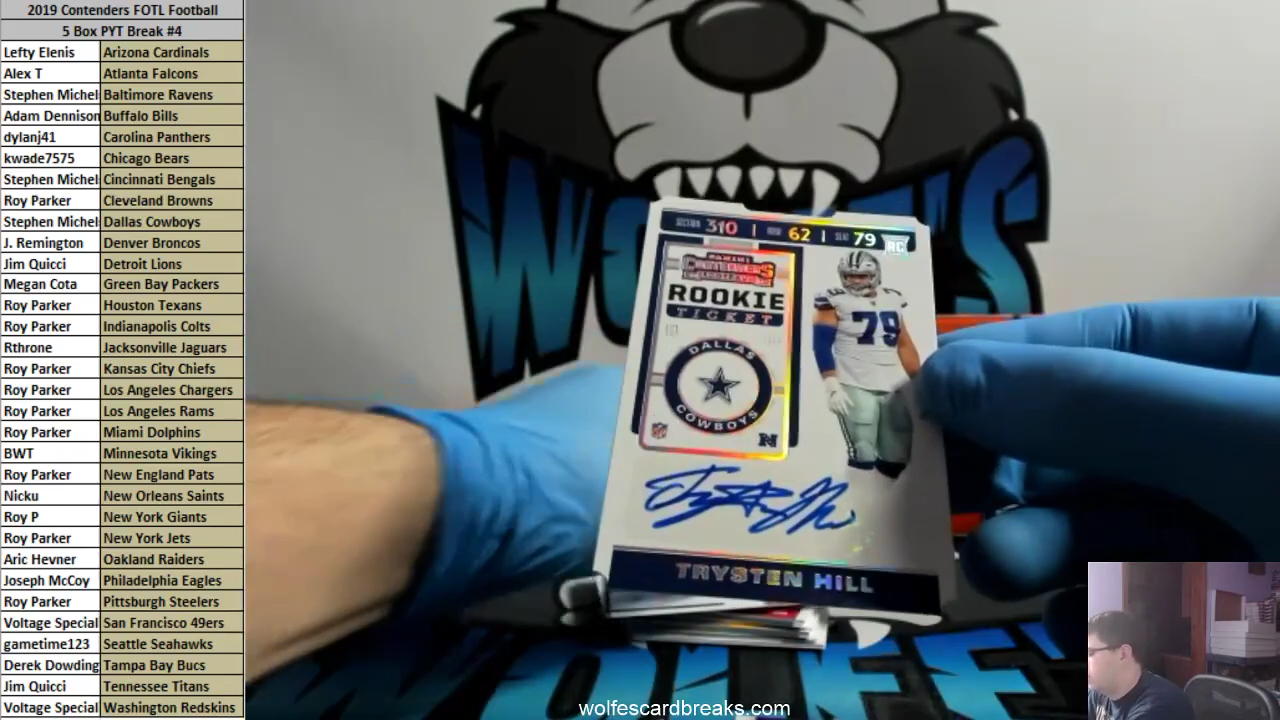 2019 Contenders FOTL Football
5 Box PYT Break #4
Lefty Elenis Arizona Cardinals
Alex T Atlanta Falcons
Stephen Michel Baltimore Ravens
Adam Dennison Buffalo Bills
dylanj41 Carolina Panthers
kwade7575 Chicago Bears
Stephen Michel Cincinnati Bengals
Roy Parker Cleveland Browns
Stephen Michel Dallas Cowboys
J. Remington Denver Broncos
Jim Quicci Detroit Lions
Megan Cota Green Bay Packers
Roy Parker Houston Texans
Roy Parker Indianapolis Colts
Rthrone Jacksonville Jaguars
Roy Parker Kansas City Chiefs
Roy Parker Los Angeles Chargers
Roy Parker Los Angeles Rams
Roy Parker Miami Dolphins
BWT Minnesota Vikings
Roy Parker New England Pats
Nicku New Orleans Saints
Roy P New York Giants
Roy Parker New York Jets
Aric Hevner Oakland Raiders
Joseph McCoy Philadelphia Eagles
Roy Parker Pittsburgh Steelers
Voltage Special San Francisco 49ers
gametime123 Seattle Seahawks
Derek Dowding Tampa Bay Bucs
Jim Quicci Tennessee Titans
Voltage Special Washington Redskins
SECTION 310 | ROW 62 | SEAT 79
RC
PANINI
CONTENDERS
ROOKIE
TICKET
DALLAS
COWBOYS
NFL
N
79
TRYSTEN HILL
wolfescardbreaks.com